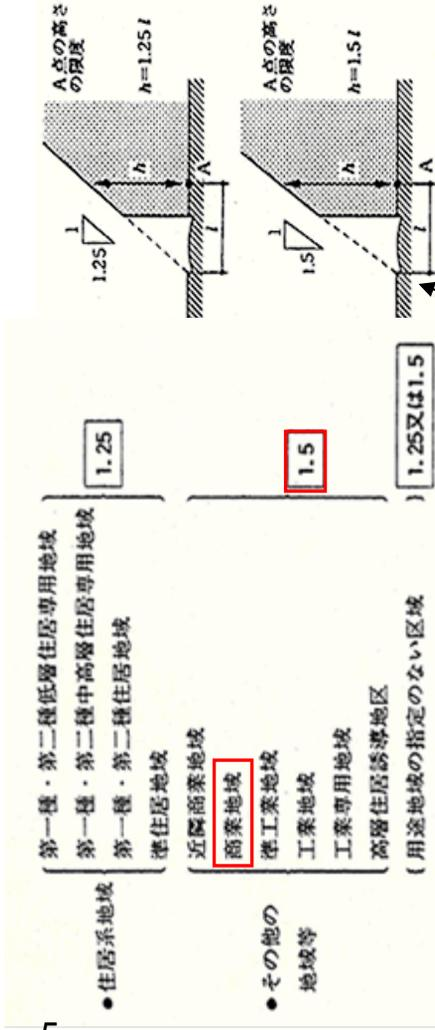 ●住居系地域
第一種・第二種低層住居専用地域
第一種・第二種中高層住居専用地域
第一種・第二種住居地域
準住居地域
1.25
●その他の
地域等
近隣商業地域
商業地域
準工業地域
工業地域
工業専用地域
高層住居誘導地区
1.5
(用途地域の指定のない区域) 1.25又は1.5
A点の高さ
の限度
h=1.25l
1
1.25
h
A
l
A点の高さ
の限度
h=1.5l
1
1.5
h
A
l